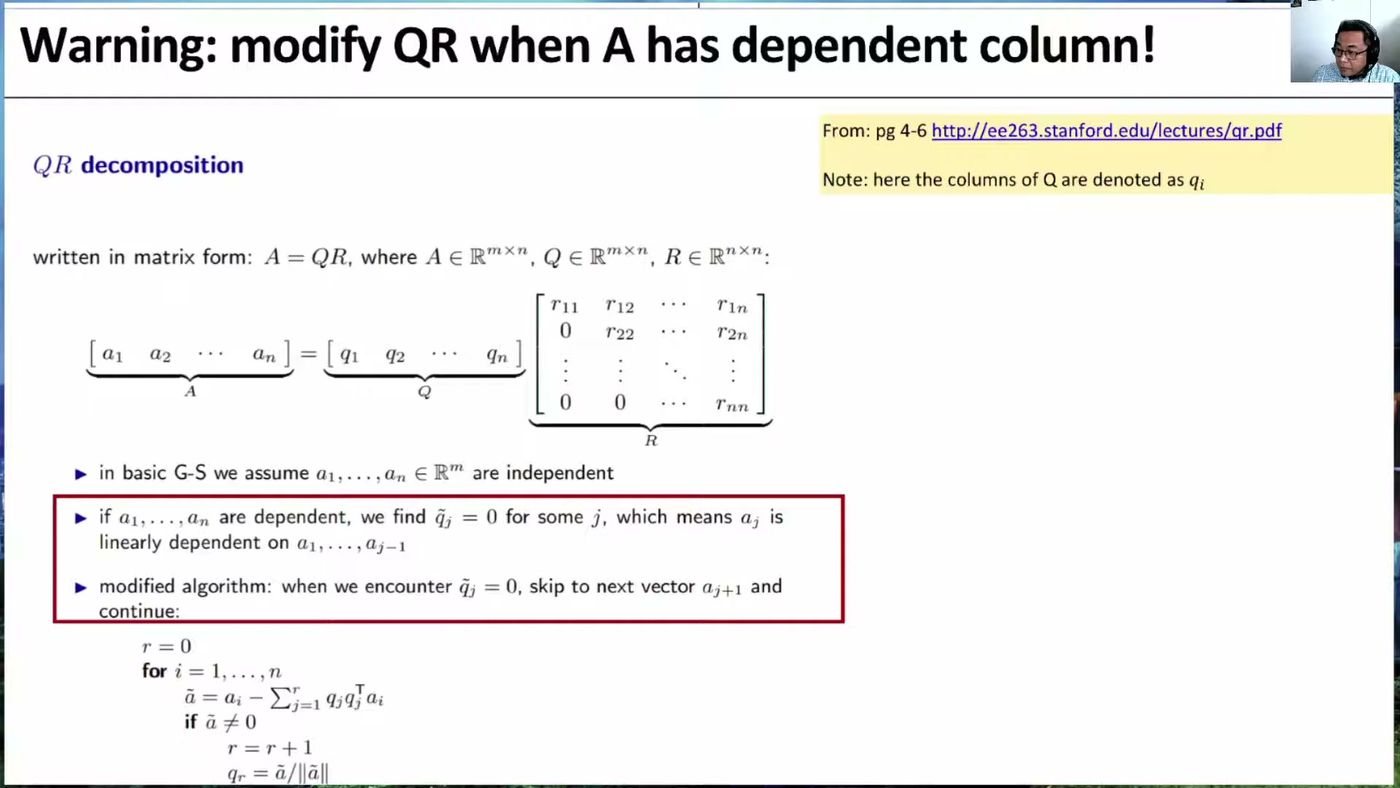 Warning: modify QR when A has dependent column!
From: pg 4-6 http://ee263.stanford.edu/lectures/qr.pdf
Note: here the columns of Q are denoted as qᵢ
QR decomposition
written in matrix form: A = QR, where A ∈ ℝ^{m×n}, Q ∈ ℝ^{m×n}, R ∈ ℝ^{n×n}:
[ a₁ a₂ ⋯ aₙ ] = [ q₁ q₂ ⋯ qₙ ]
r₁₁ r₁₂ ⋯ r₁ₙ
0 r₂₂ ⋯ r₂ₙ
⋮ ⋮ ⋱ ⋮
0 0 ⋯ rₙₙ
A Q R
▶ in basic G-S we assume a₁, . . . , aₙ ∈ ℝᵐ are independent
▶ if a₁, . . . , aₙ are dependent, we find q̃ⱼ = 0 for some j, which means aⱼ is
linearly dependent on a₁, . . . , aⱼ₋₁
▶ modified algorithm: when we encounter q̃ⱼ = 0, skip to next vector aⱼ₊₁ and
continue:
r = 0
for i = 1, . . . , n
ã = aᵢ − ∑_{j=1}^{r} qⱼqⱼᵀaᵢ
if ã ≠ 0
r = r + 1
qᵣ = ã/‖ã‖